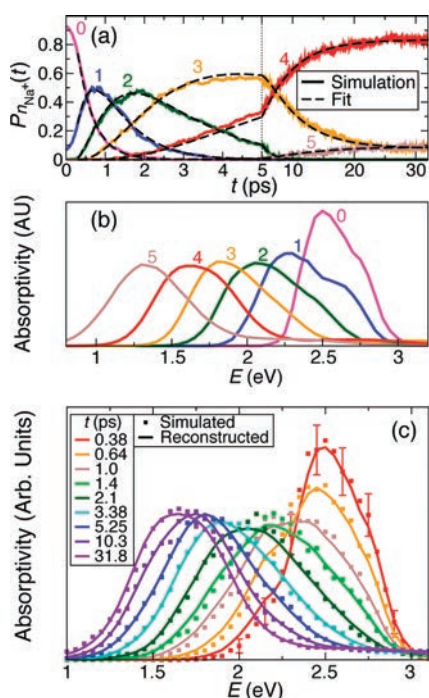 (a)
P_{n_{Na^+}}(t)
0.8
0.6
0.4
0.2
0
0
1
2
3
4
5
Simulation
Fit
0 1 2 3 4 5 10 20 30
t (ps)
(b)
Absorptivity (AU)
5
4
3
2
1
0
1 1.5 2 2.5 3
E (eV)
(c)
Absorptivity (Arb. Units)
t (ps)
0.38
0.64
1.0
1.4
2.1
3.38
5.25
10.3
31.8
Simulated
Reconstructed
1 1.5 2 2.5 3
E (eV)